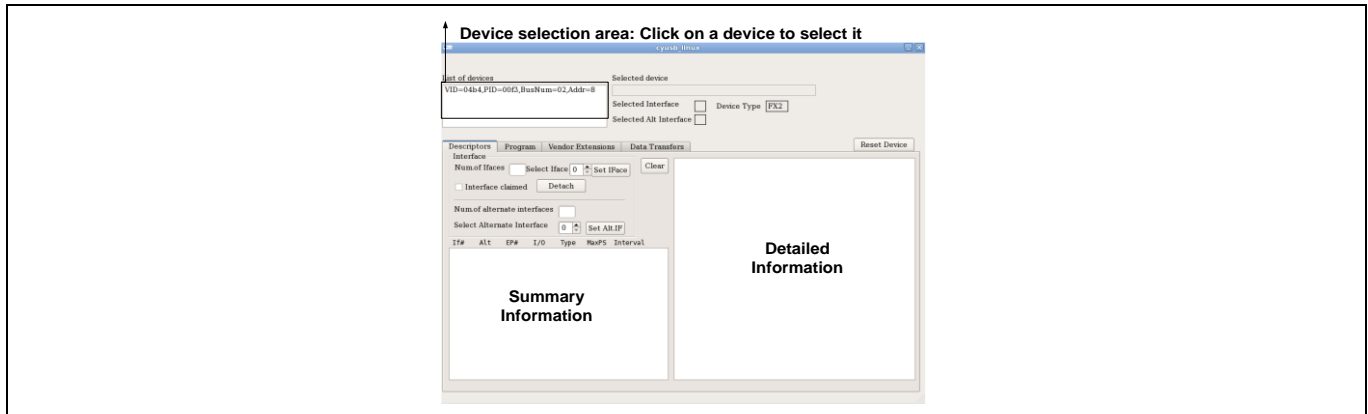 Device selection area: Click on a device to select it
cyusb_linux
List of devices
Selected device
VID=04b4,PID=00f3,BusNum=02,Addr=8
Selected Interface
Device Type FX2
Selected Alt Interface
Descriptors Program Vendor Extensions Data Transfers
Reset Device
Interface
Num.of Ifaces Select Iface 0 Set IFace
Clear
Interface claimed Detach
Num.of alternate interfaces
Select Alternate Interface 0 Set Alt.IF
If# Alt EP# I/O Type MaxPS Interval
Summary
Information
Detailed
Information